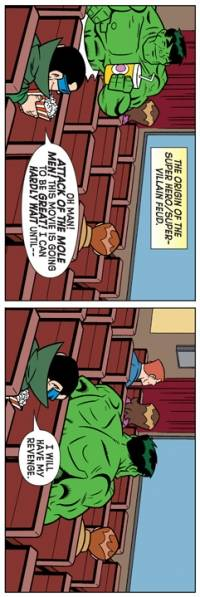 THE ORIGIN OF THE
SUPER HERO/SUPER-
VILLAIN FEUD.
OH MAN!
ATTACK OF THE MOLE
MEN! THIS MOVIE IS GOING
TO BE GREAT! I CAN
HARDLY WAIT UNTIL--
I WILL
HAVE MY
REVENGE.